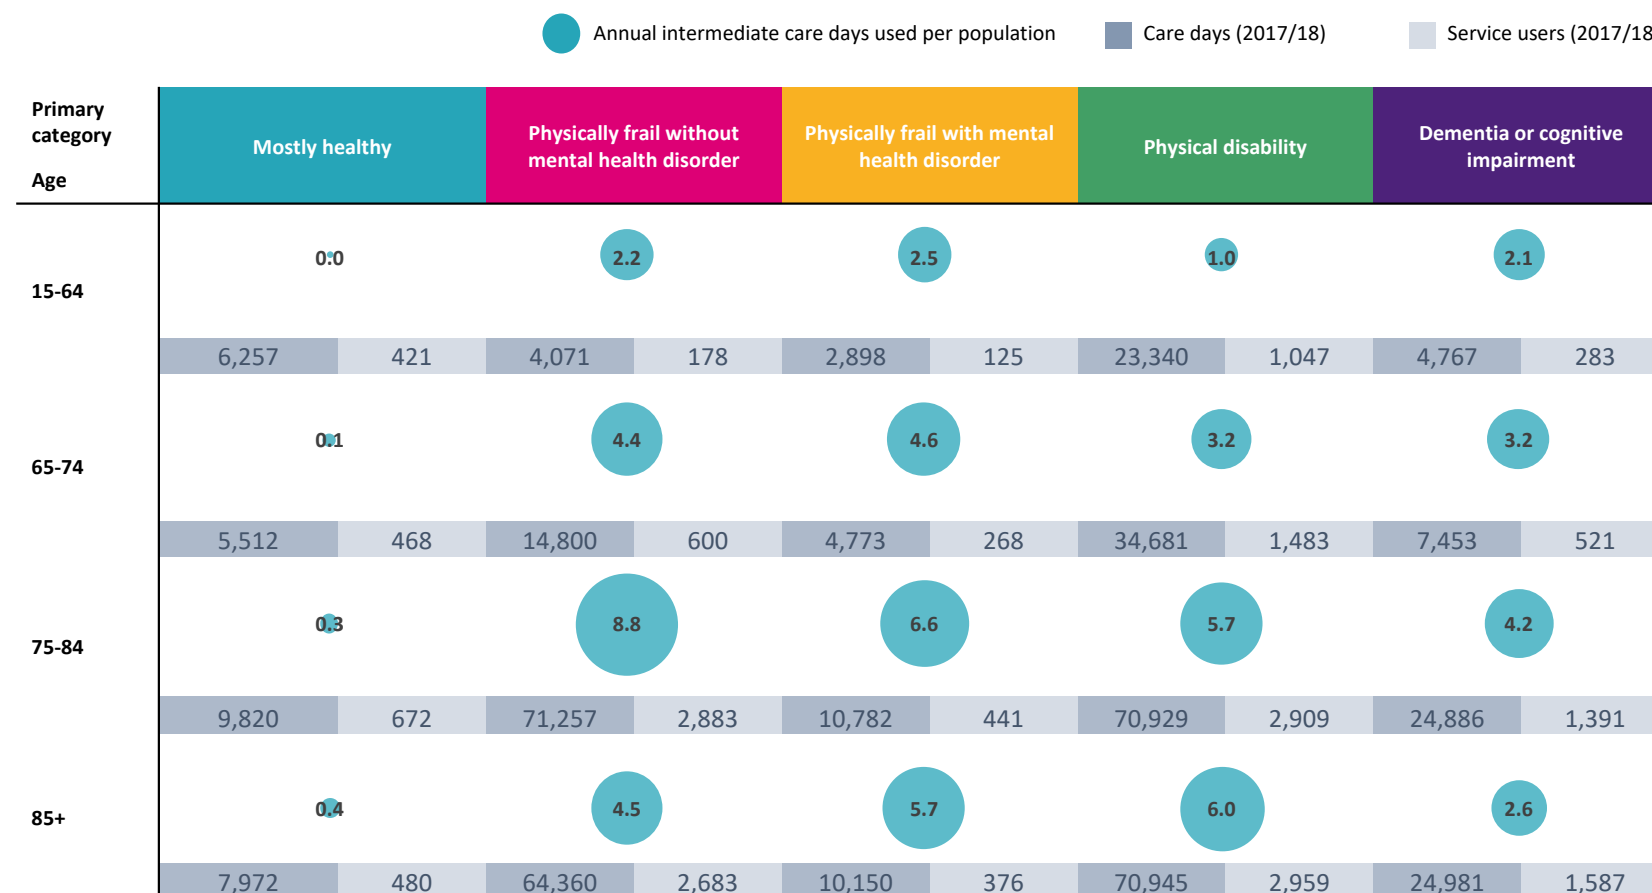 Annual intermediate care days used per population Care days (2017/18) Service users (2017/18
Primary
category
Age
Mostly healthy
Physically frail without
mental health disorder
Physically frail with mental
health disorder
Physical disability
Dementia or cognitive
impairment
15-64
0.0 2.2 2.5 1.0 2.1
6,257 421 4,071 178 2,898 125 23,340 1,047 4,767 283
65-74
0.1 4.4 4.6 3.2 3.2
5,512 468 14,800 600 4,773 268 34,681 1,483 7,453 521
75-84
0.3 8.8 6.6 5.7 4.2
9,820 672 71,257 2,883 10,782 441 70,929 2,909 24,886 1,391
85+
0.4 4.5 5.7 6.0 2.6
7,972 480 64,360 2,683 10,150 376 70,945 2,959 24,981 1,587